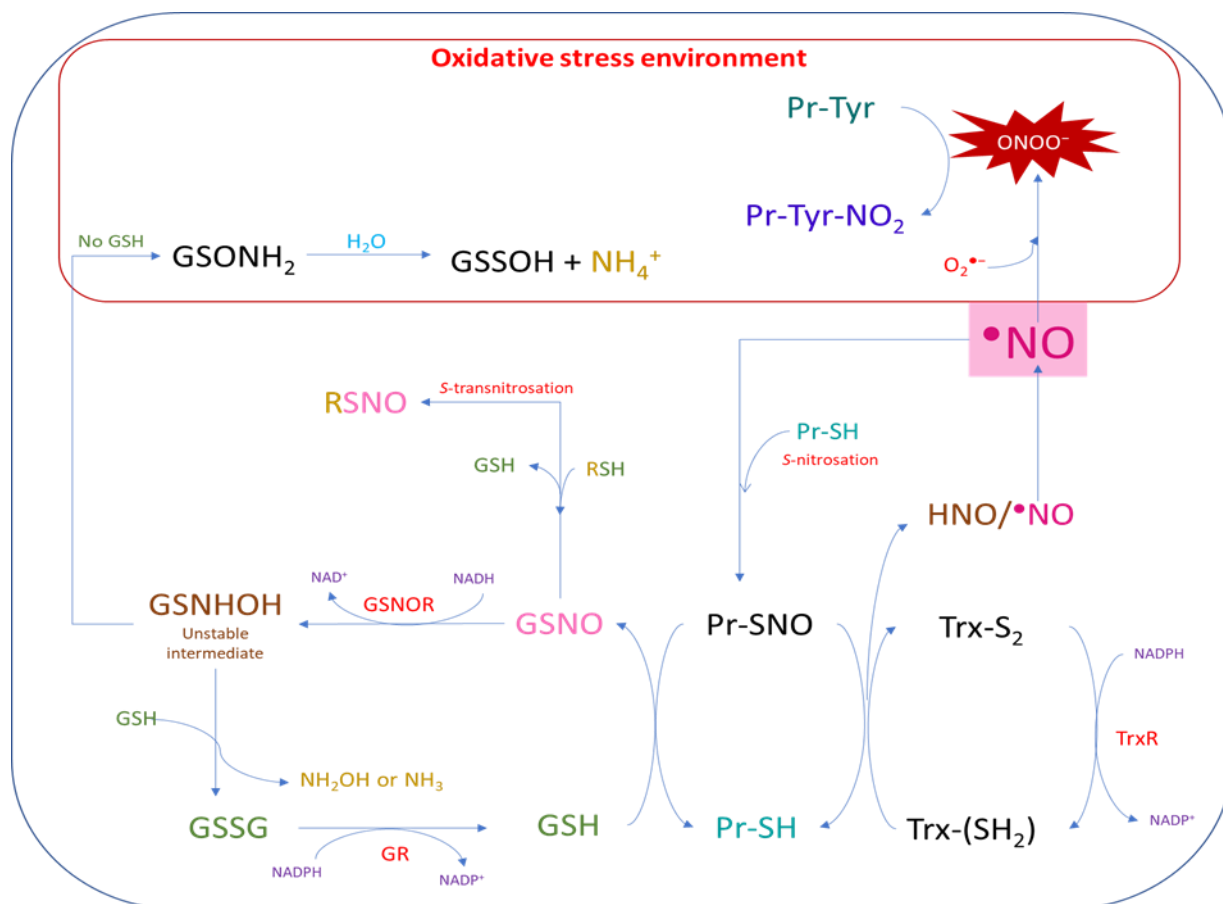 Oxidative stress environment
Pr-Tyr
ONOO⁻
Pr-Tyr-NO₂
No GSH
GSONH₂
H₂O
GSSOH + NH₄⁺
O₂•⁻
•NO
S-transnitrosation
RSNO
Pr-SH
S-nitrosation
GSH
RSH
HNO/•NO
NAD⁺
NADH
GSNHOH
GSNOR
GSNO
Pr-SNO
Trx-S₂
Unstable
intermediate
NADPH
GSH
TrxR
NH₂OH or NH₃
GSSG
GSH
Pr-SH
Trx-(SH₂)
NADP⁺
GR
NADPH
NADP⁺